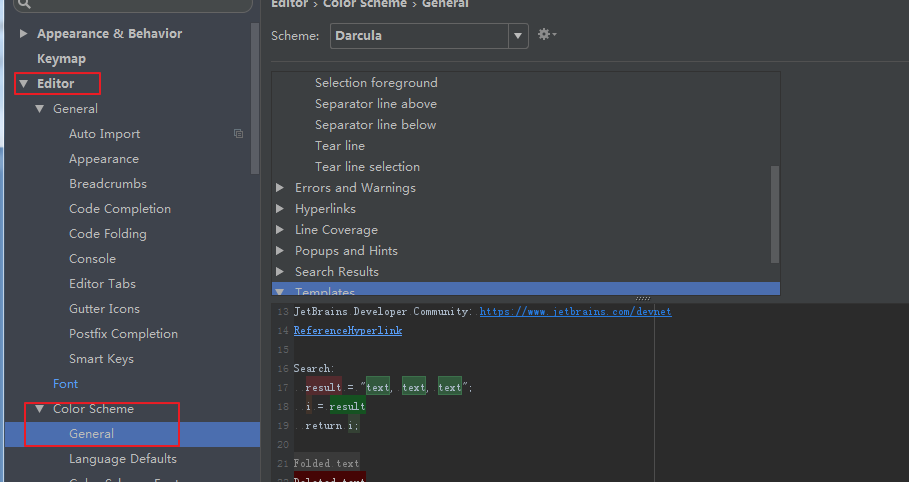 Editor › Color Scheme › General
Scheme: Darcula
Appearance & Behavior
Keymap
Editor
General
Auto Import
Appearance
Breadcrumbs
Code Completion
Code Folding
Console
Editor Tabs
Gutter Icons
Postfix Completion
Smart Keys
Font
Color Scheme
General
Language Defaults
Color Scheme Font
Selection foreground
Separator line above
Separator line below
Tear line
Tear line selection
Errors and Warnings
Hyperlinks
Line Coverage
Popups and Hints
Search Results
Templates
13 JetBrains Developer Community: https://www.jetbrains.com/devnet
14 ReferenceHyperlink
15
16 Search:
17 result = "text, text, text";
18 i = result
19 return i;
20
21 Folded text
22 Deleted text